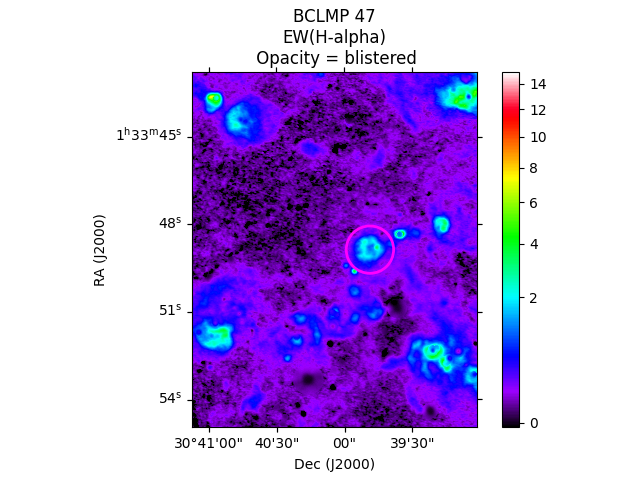 BCLMP 47
EW(H-alpha)
Opacity = blistered
14
12
10
8
6
4
2
0
1ʰ33ᵐ45ˢ
48ˢ
51ˢ
54ˢ
RA (J2000)
30°41'00" 40'30" 00" 39'30"
Dec (J2000)